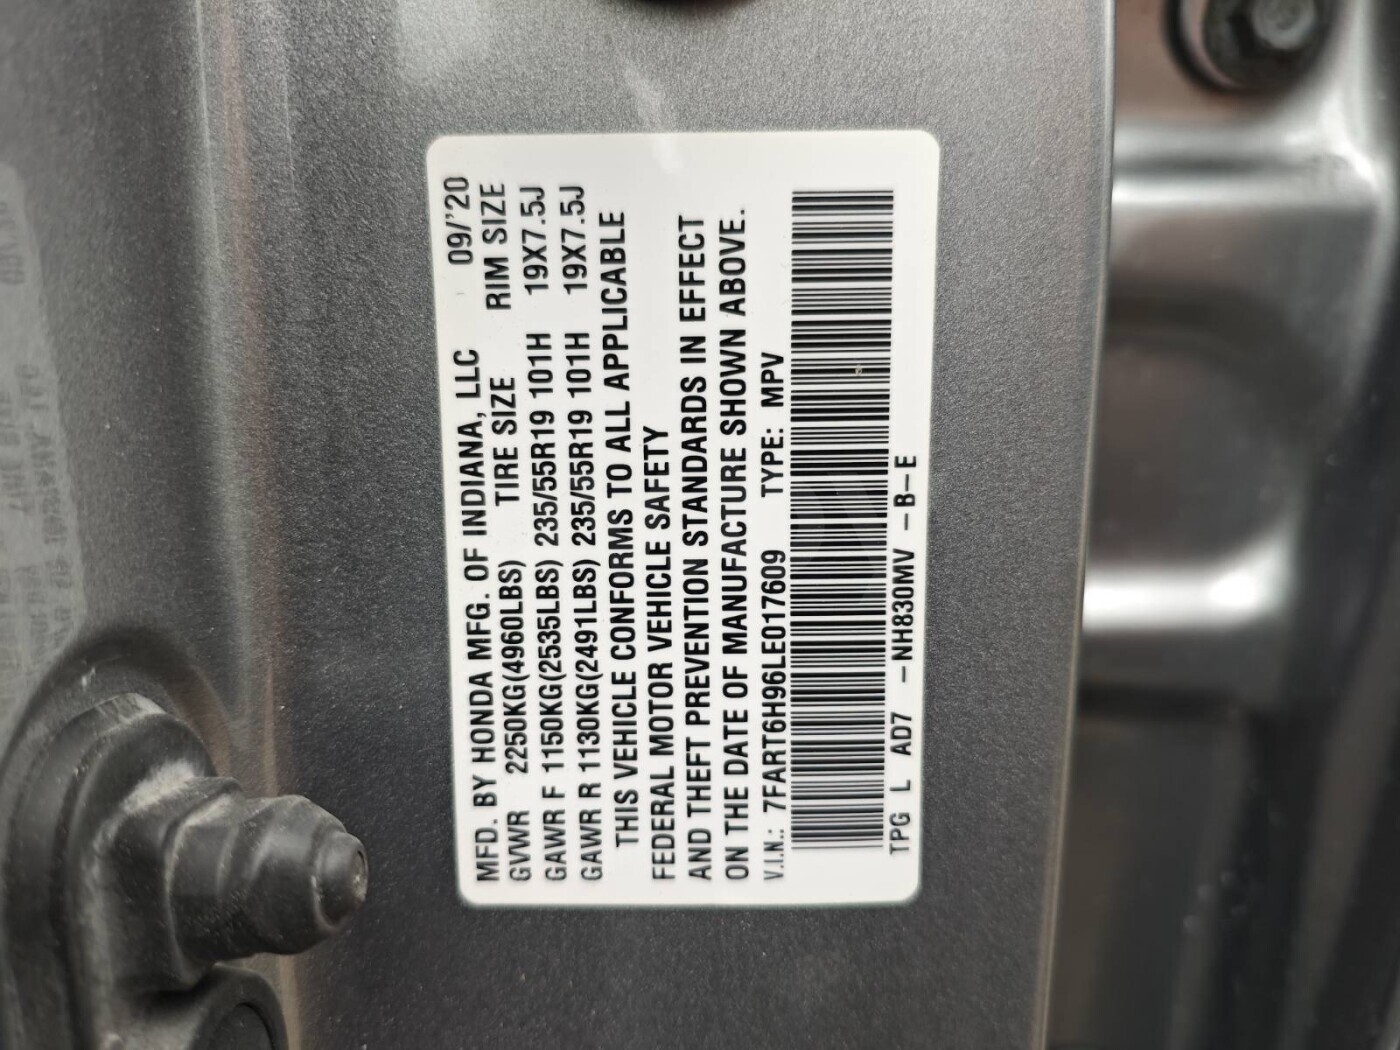 MFD. BY HONDA MFG. OF INDIANA, LLC 09/'20
GVWR 2250KG(4960LBS) TIRE SIZE RIM SIZE
GAWR F 1150KG(2535LBS) 235/55R19 101H 19X7.5J
GAWR R 1130KG(2491LBS) 235/55R19 101H 19X7.5J
THIS VEHICLE CONFORMS TO ALL APPLICABLE
FEDERAL MOTOR VEHICLE SAFETY
AND THEFT PREVENTION STANDARDS IN EFFECT
ON THE DATE OF MANUFACTURE SHOWN ABOVE.
V.I.N.: 7FART6H96LE017609 TYPE: MPV
TPG L AD7 –NH830MV –B–E